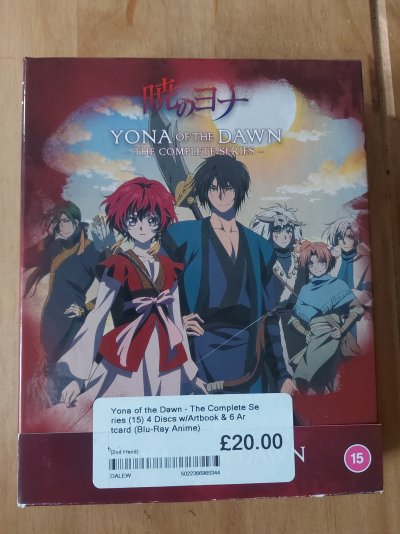 暁のヨナ
YONA OF THE DAWN
– THE COMPLETE SERIES –
Yona of the Dawn - The Complete Se
ries (15) 4 Discs w/Artbook & 6 Ar
tcard (Blu-Ray Anime)
£20.00
(2nd Hand)
DALEW 5022366963344
N
15